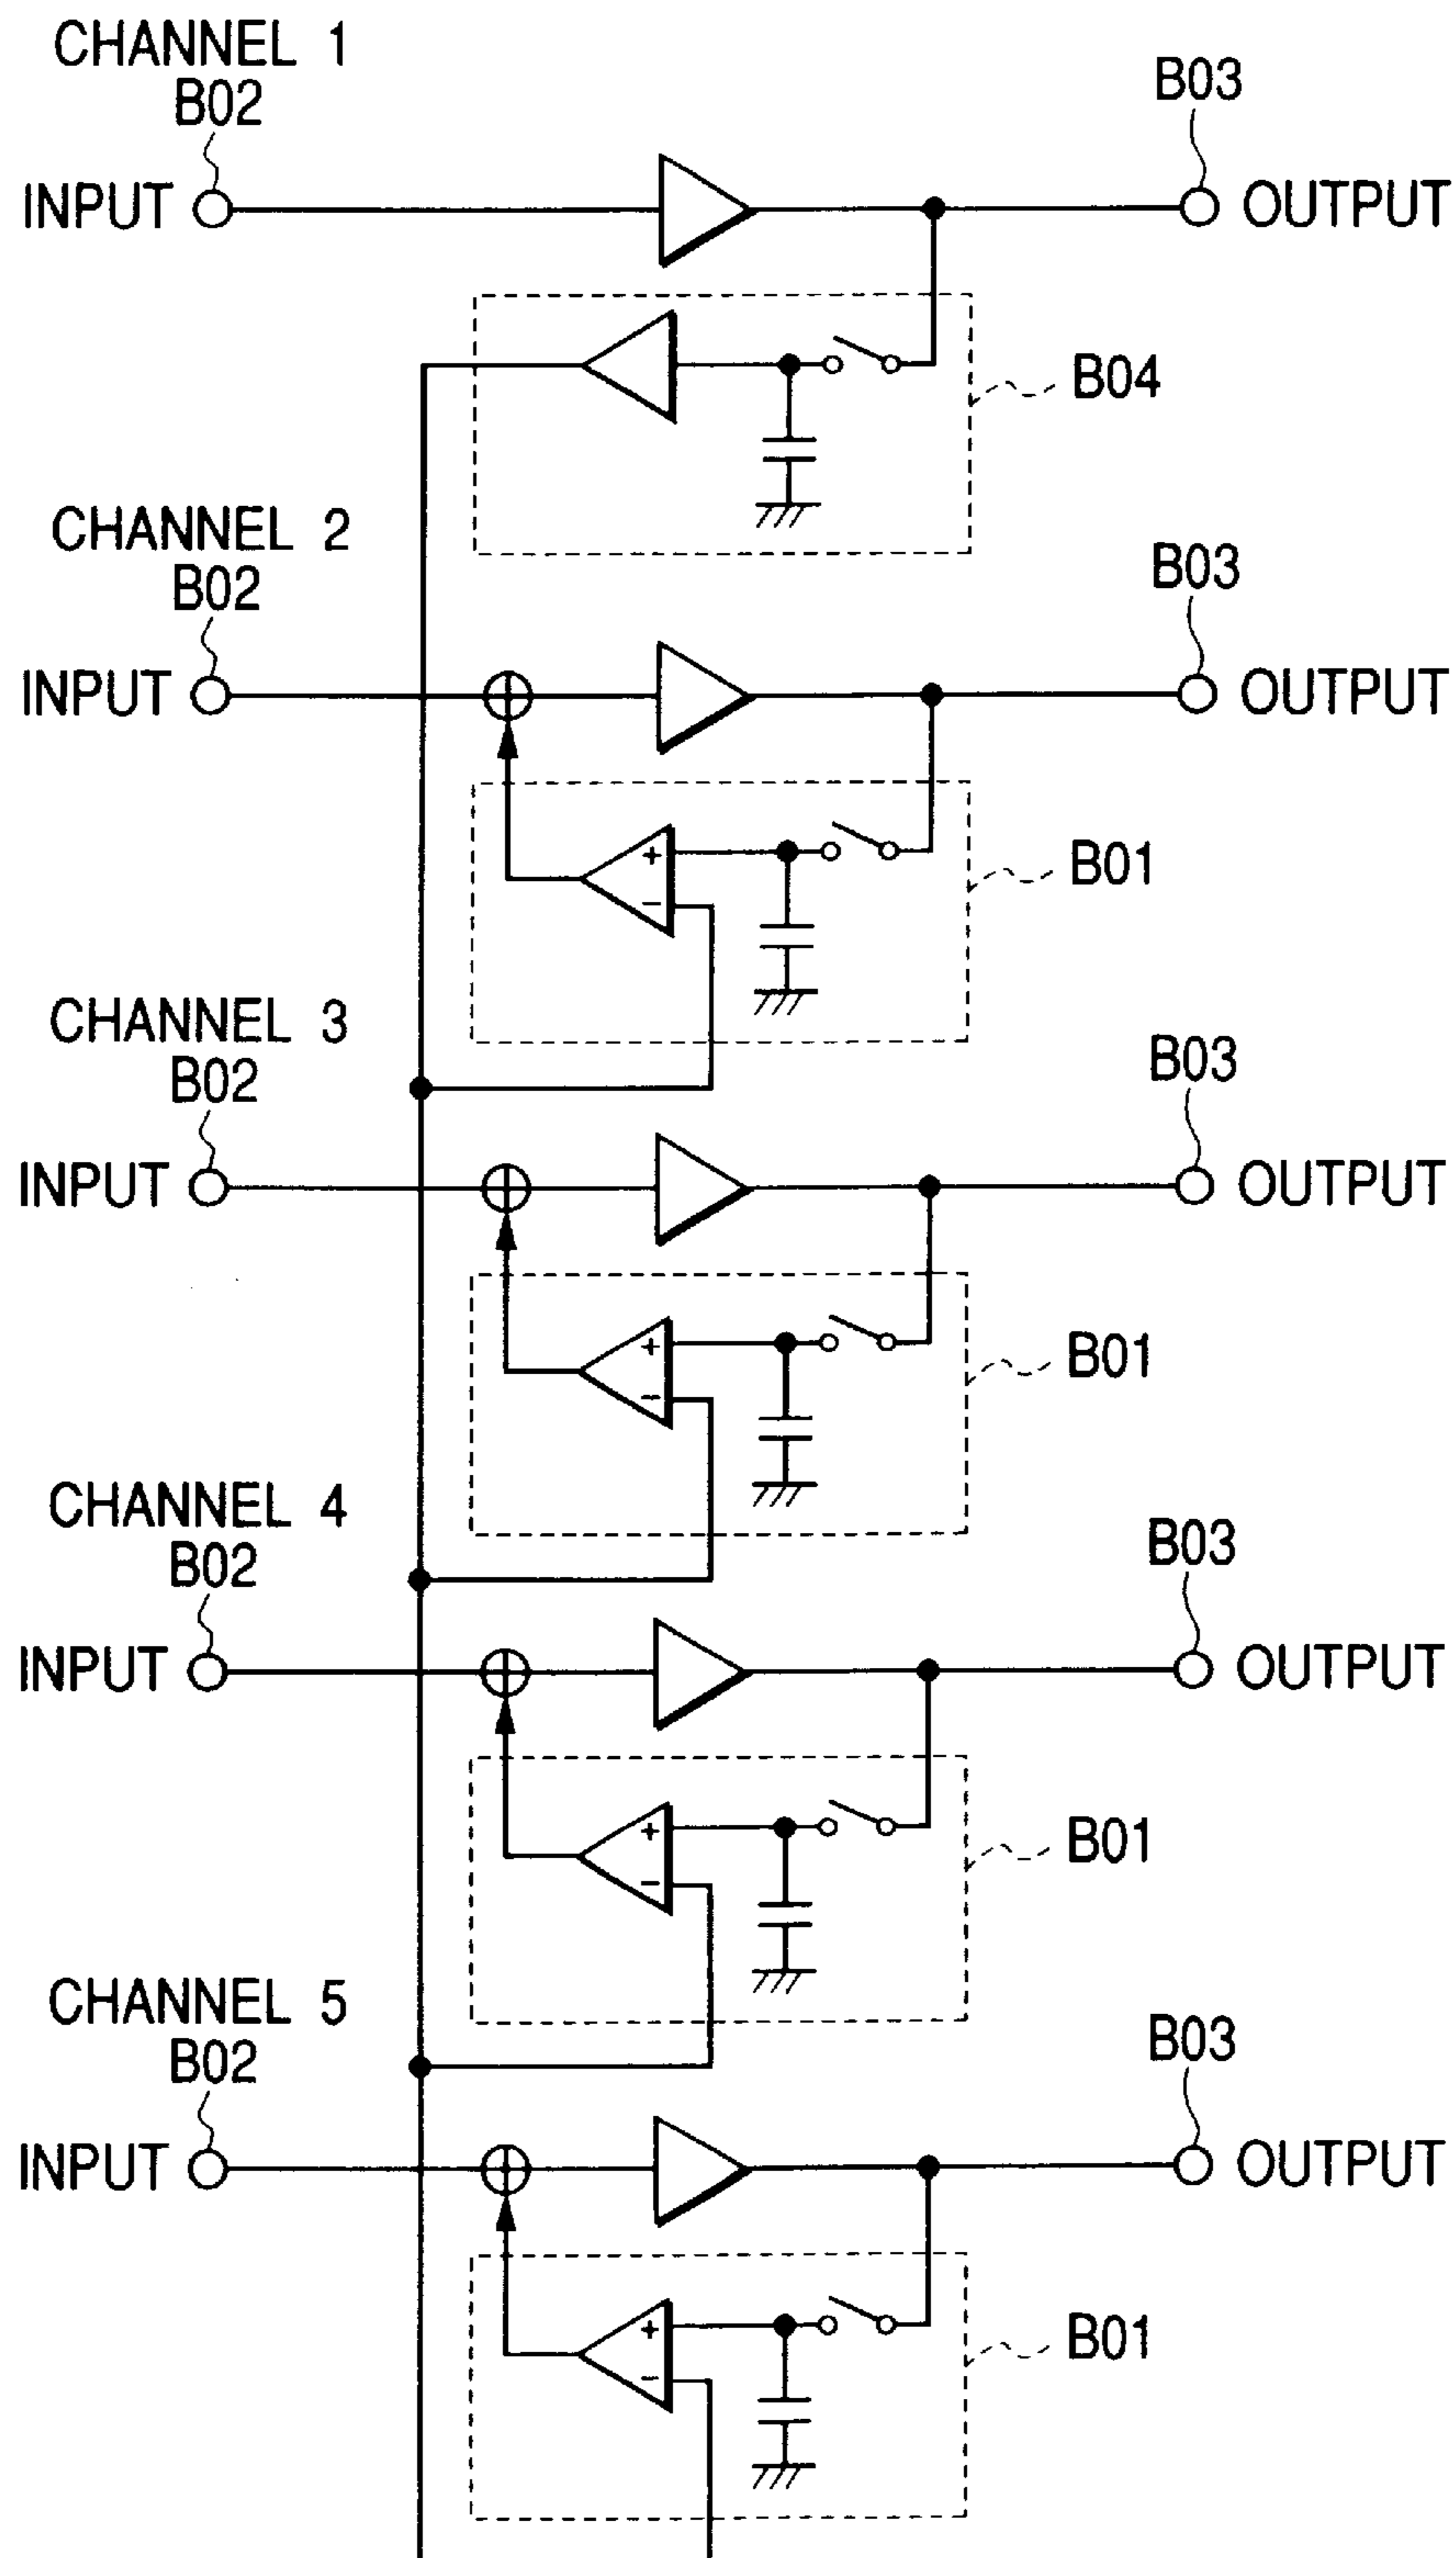 CHANNEL 1
B02
B03
INPUT
OUTPUT
B04
CHANNEL 2
B02
B03
INPUT
OUTPUT
+
−
B01
CHANNEL 3
B02
B03
INPUT
OUTPUT
+
−
B01
CHANNEL 4
B02
B03
INPUT
OUTPUT
+
−
B01
CHANNEL 5
B02
B03
INPUT
OUTPUT
+
−
B01